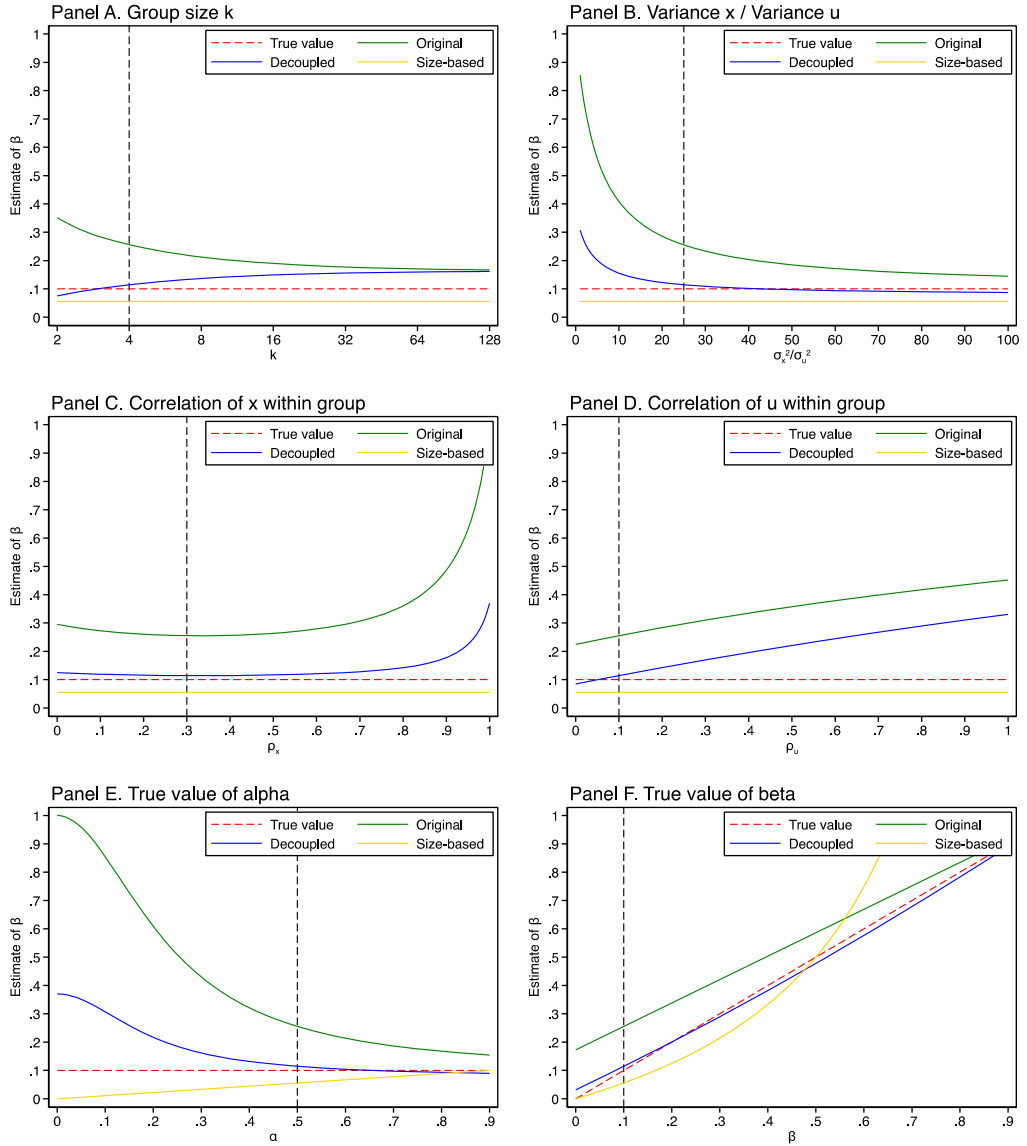 Panel A. Group size k
True value
Original
Decoupled
Size-based
Estimate of β
1
.9
.8
.7
.6
.5
.4
.3
.2
.1
0
2 4 8 16 32 64 128
k
Panel B. Variance x / Variance u
True value
Original
Decoupled
Size-based
Estimate of β
1
.9
.8
.7
.6
.5
.4
.3
.2
.1
0
0 10 20 30 40 50 60 70 80 90 100
σx²/σu²
Panel C. Correlation of x within group
True value
Original
Decoupled
Size-based
Estimate of β
1
.9
.8
.7
.6
.5
.4
.3
.2
.1
0
0 .1 .2 .3 .4 .5 .6 .7 .8 .9 1
ρx
Panel D. Correlation of u within group
True value
Original
Decoupled
Size-based
Estimate of β
1
.9
.8
.7
.6
.5
.4
.3
.2
.1
0
0 .1 .2 .3 .4 .5 .6 .7 .8 .9 1
ρu
Panel E. True value of alpha
True value
Original
Decoupled
Size-based
Estimate of β
1
.9
.8
.7
.6
.5
.4
.3
.2
.1
0
0 .1 .2 .3 .4 .5 .6 .7 .8 .9
α
Panel F. True value of beta
True value
Original
Decoupled
Size-based
Estimate of β
1
.9
.8
.7
.6
.5
.4
.3
.2
.1
0
0 .1 .2 .3 .4 .5 .6 .7 .8 .9
β